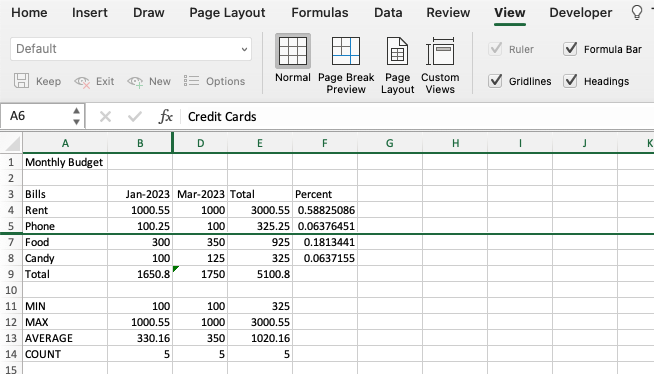 Home Insert Draw Page Layout Formulas Data Review View Developer
Default
Keep Exit New Options
Normal Page Break Preview Page Layout Custom Views
Ruler Formula Bar
Gridlines Headings
A6 fx Credit Cards
A B D E F G H I J K
1 Monthly Budget
2
3 Bills Jan-2023 Mar-2023 Total Percent
4 Rent 1000.55 1000 3000.55 0.58825086
5 Phone 100.25 100 325.25 0.06376451
7 Food 300 350 925 0.1813441
8 Candy 100 125 325 0.0637155
9 Total 1650.8 1750 5100.8
10
11 MIN 100 100 325
12 MAX 1000.55 1000 3000.55
13 AVERAGE 330.16 350 1020.16
14 COUNT 5 5 5
15